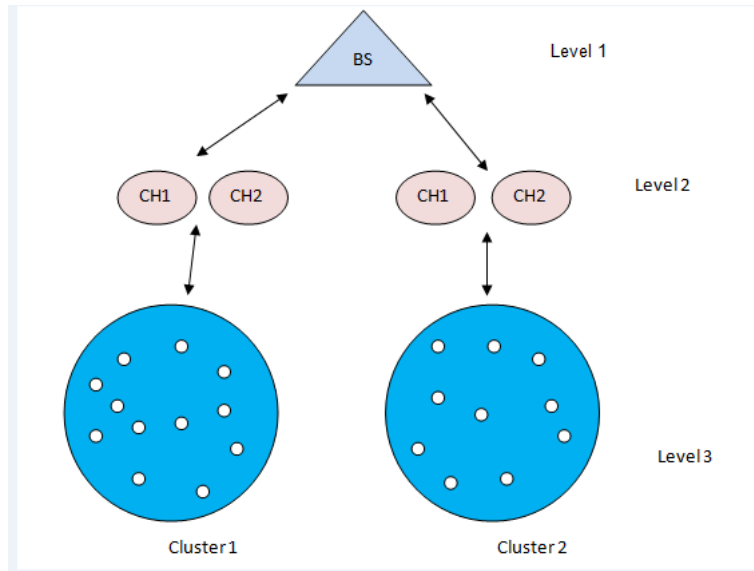 BS
Level 1
CH1 CH2 CH1 CH2
Level 2
Level 3
Cluster 1 Cluster 2